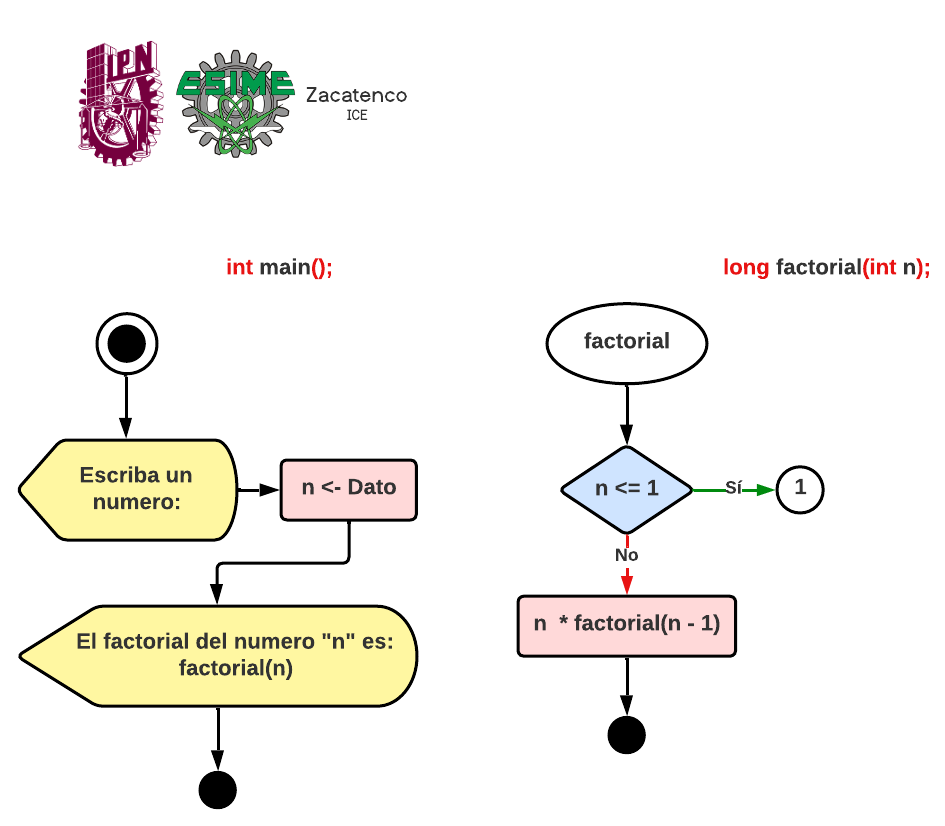 IPN
ESIME
Zacatenco
ICE
int main();
long factorial(int n);
factorial
Escriba un
numero:
n <- Dato
n <= 1
Sí
1
No
El factorial del numero "n" es:
factorial(n)
n * factorial(n - 1)